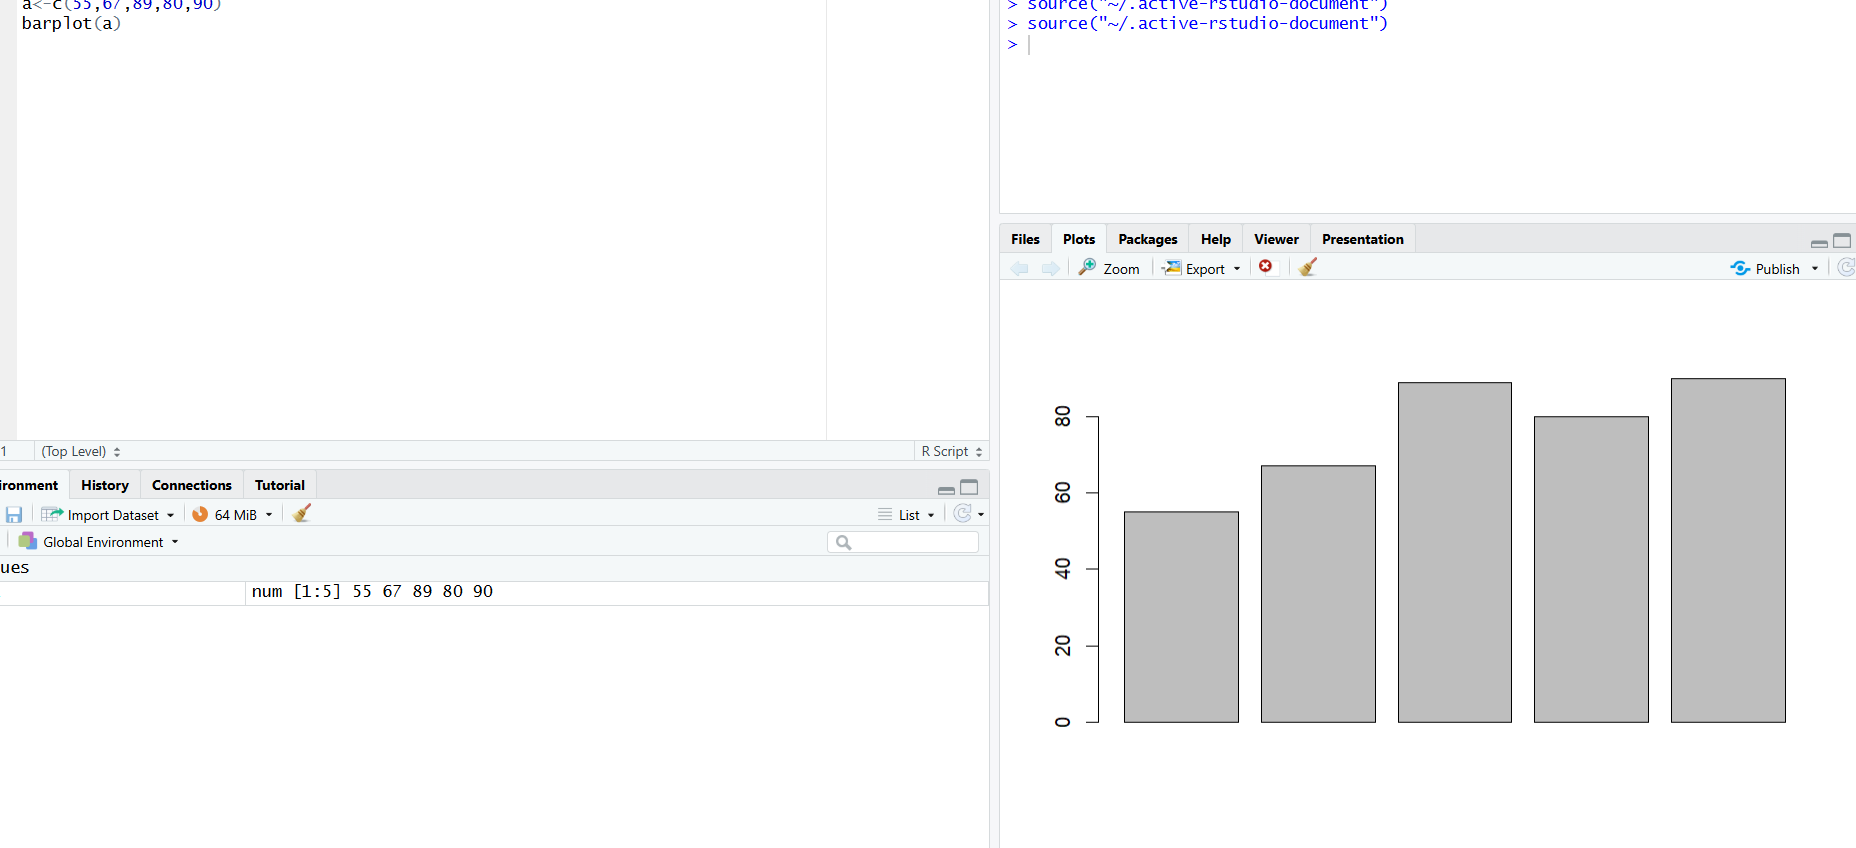 a<-c(55,67,89,80,90)
barplot(a)
1 (Top Level) R Script
ironment History Connections Tutorial
Import Dataset 64 MiB List
Global Environment
ues
num [1:5] 55 67 89 80 90
> source("~/.active-rstudio-document")
> source("~/.active-rstudio-document")
>
Files Plots Packages Help Viewer Presentation
Zoom Export Publish
80
60
40
20
0